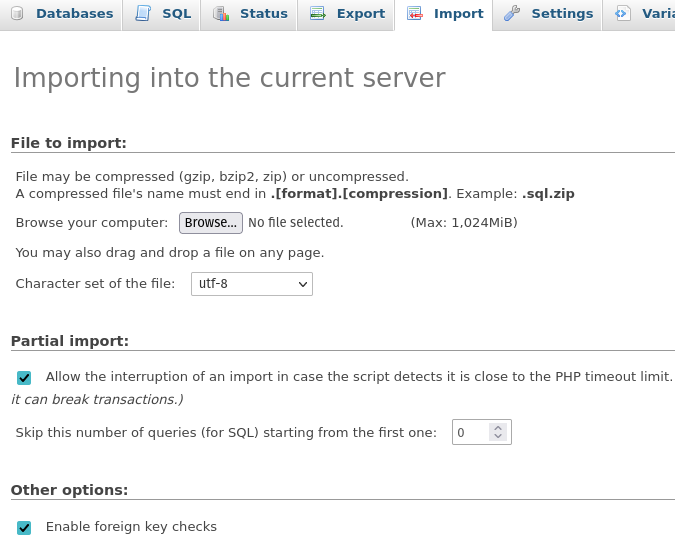 Databases SQL Status Export Import Settings
Importing into the current server
File to import:
File may be compressed (gzip, bzip2, zip) or uncompressed.
A compressed file's name must end in .[format].[compression]. Example: .sql.zip
Browse your computer: Browse... No file selected. (Max: 1,024MiB)
You may also drag and drop a file on any page.
Character set of the file: utf-8
Partial import:
Allow the interruption of an import in case the script detects it is close to the PHP timeout limit.
it can break transactions.)
Skip this number of queries (for SQL) starting from the first one: 0
Other options:
Enable foreign key checks